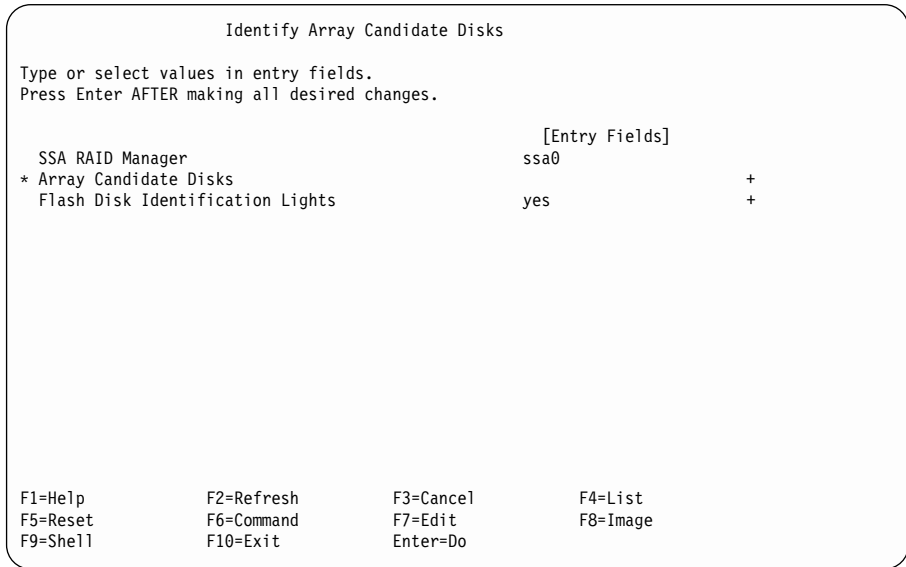 Identify Array Candidate Disks
Type or select values in entry fields.
Press Enter AFTER making all desired changes.
[Entry Fields]
SSA RAID Manager ssa0
* Array Candidate Disks +
Flash Disk Identification Lights yes +
F1=Help F2=Refresh F3=Cancel F4=List
F5=Reset F6=Command F7=Edit F8=Image
F9=Shell F10=Exit Enter=Do